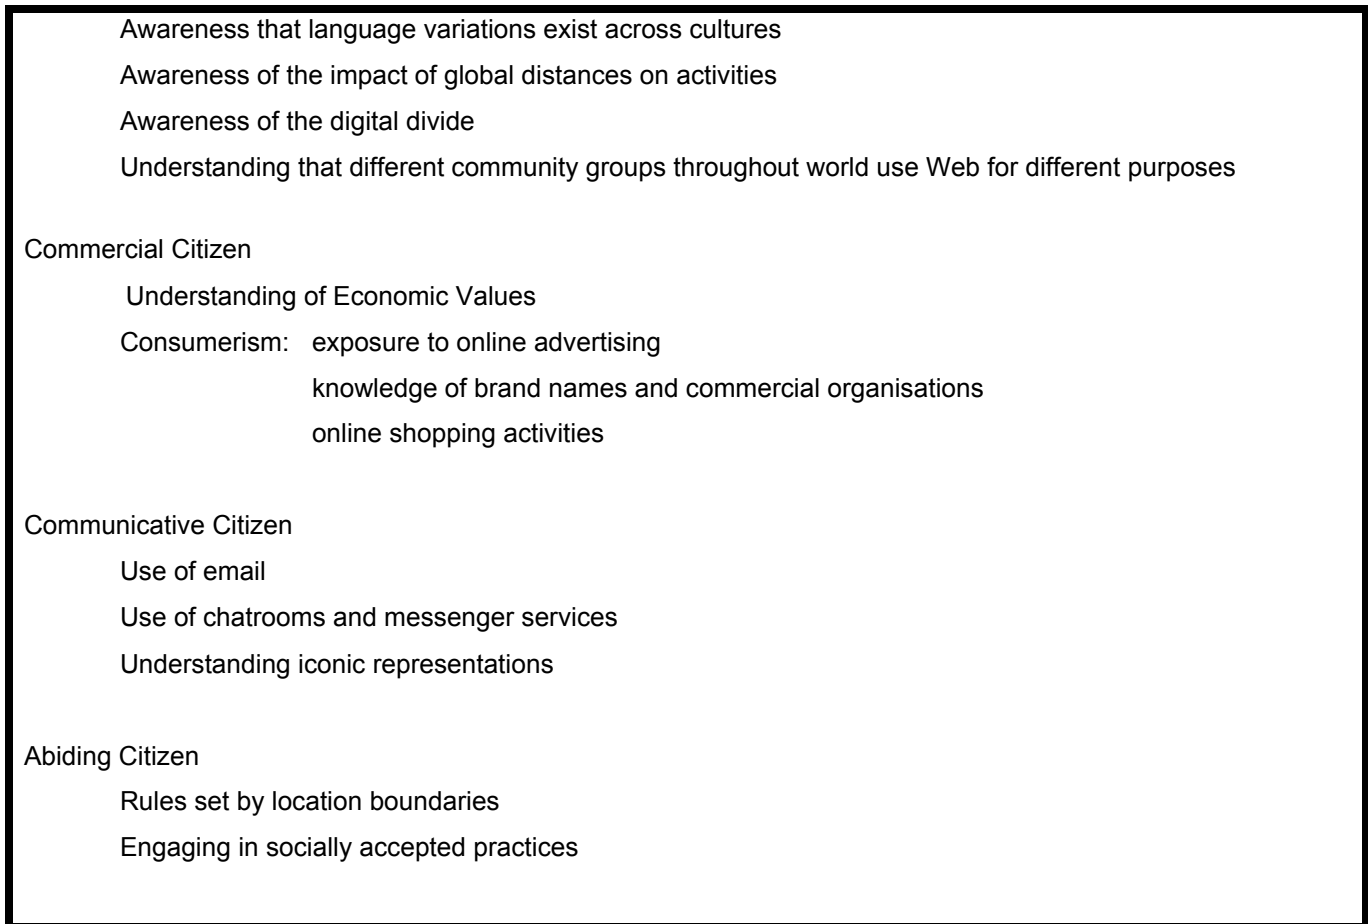 Awareness that language variations exist across cultures
Awareness of the impact of global distances on activities
Awareness of the digital divide
Understanding that different community groups throughout world use Web for different purposes
Commercial Citizen
Understanding of Economic Values
Consumerism: exposure to online advertising
knowledge of brand names and commercial organisations
online shopping activities
Communicative Citizen
Use of email
Use of chatrooms and messenger services
Understanding iconic representations
Abiding Citizen
Rules set by location boundaries
Engaging in socially accepted practices